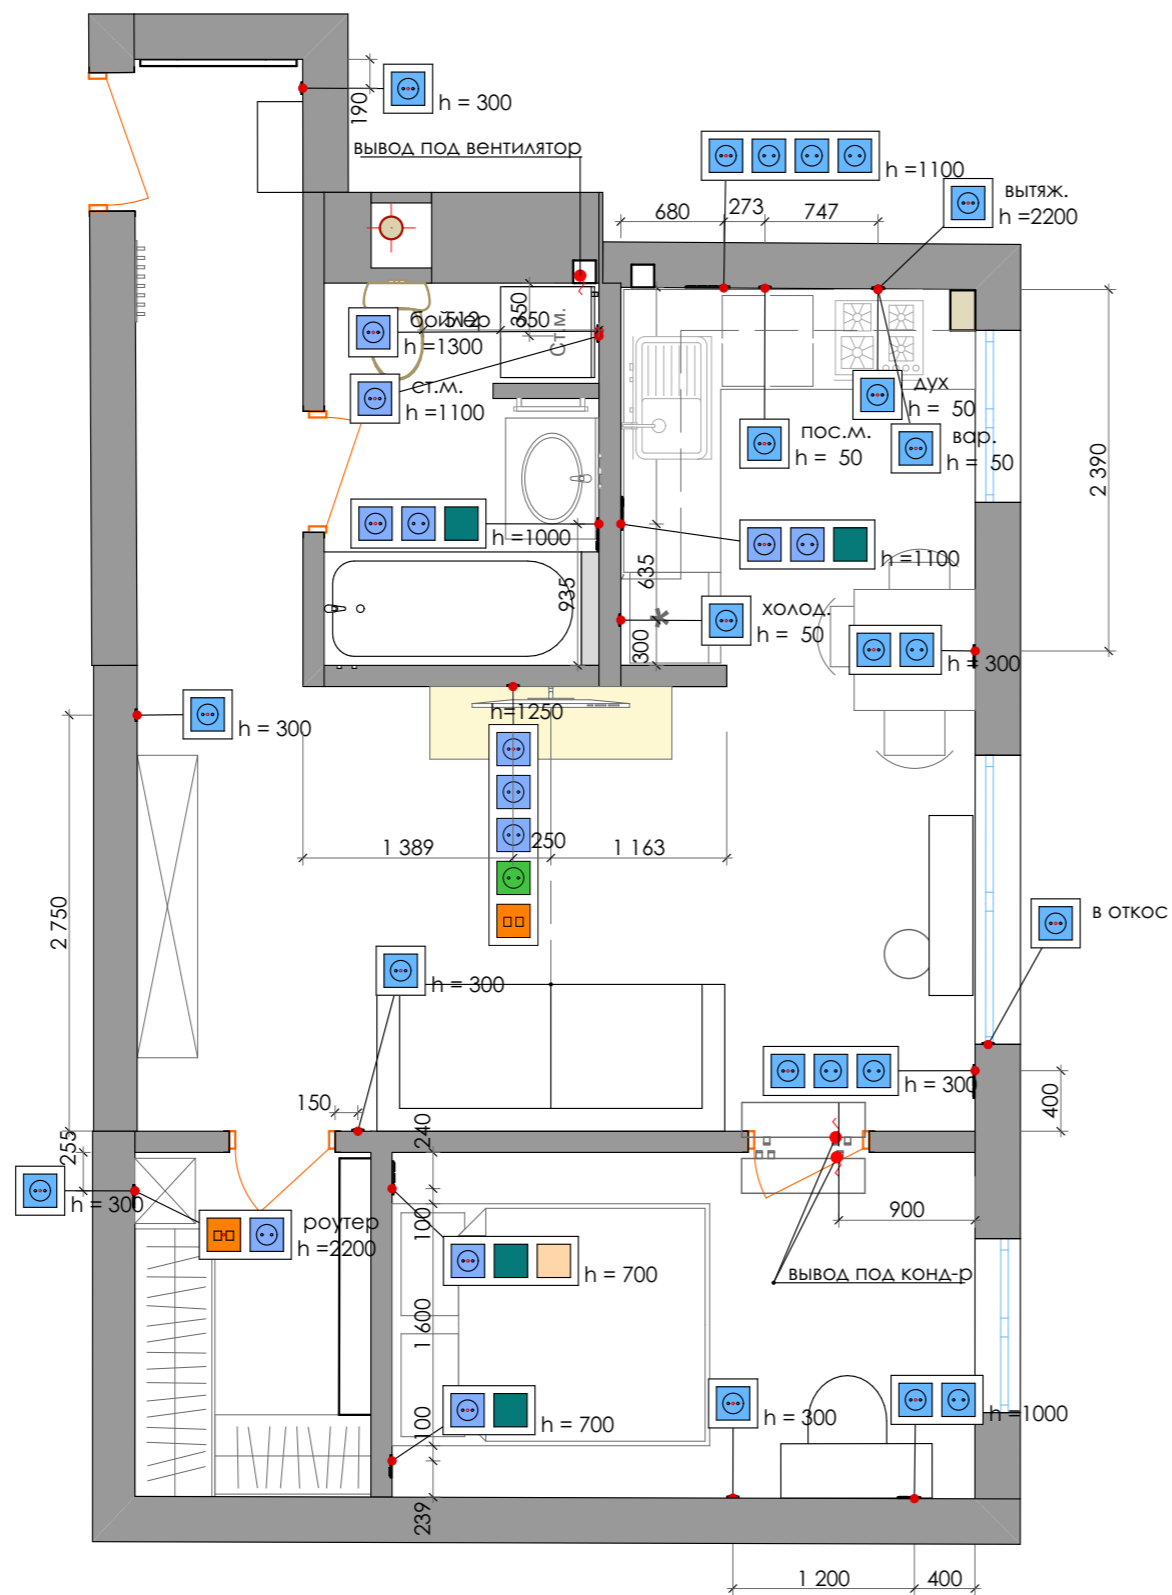 190
h = 300
вывод под вентилятор
h =1100
вытяж.
h =2200
680
273
747
бойлер
512
350
650
h =1300
Ст.м.
ст.м.
h =1100
дух
h = 50
пос.м.
h = 50
вар.
h = 50
2 390
h =1000
h =1100
935
635
холод.
h = 50
300
h = 300
h = 300
h=1250
1 389
250
1 163
2 750
в откос
h = 300
h = 300
400
150
240
255
h = 300
роутер
h =2200
100
900
h = 700
вывод под конд-р
1 600
100
h = 700
h = 300
h =1000
239
1 200
400